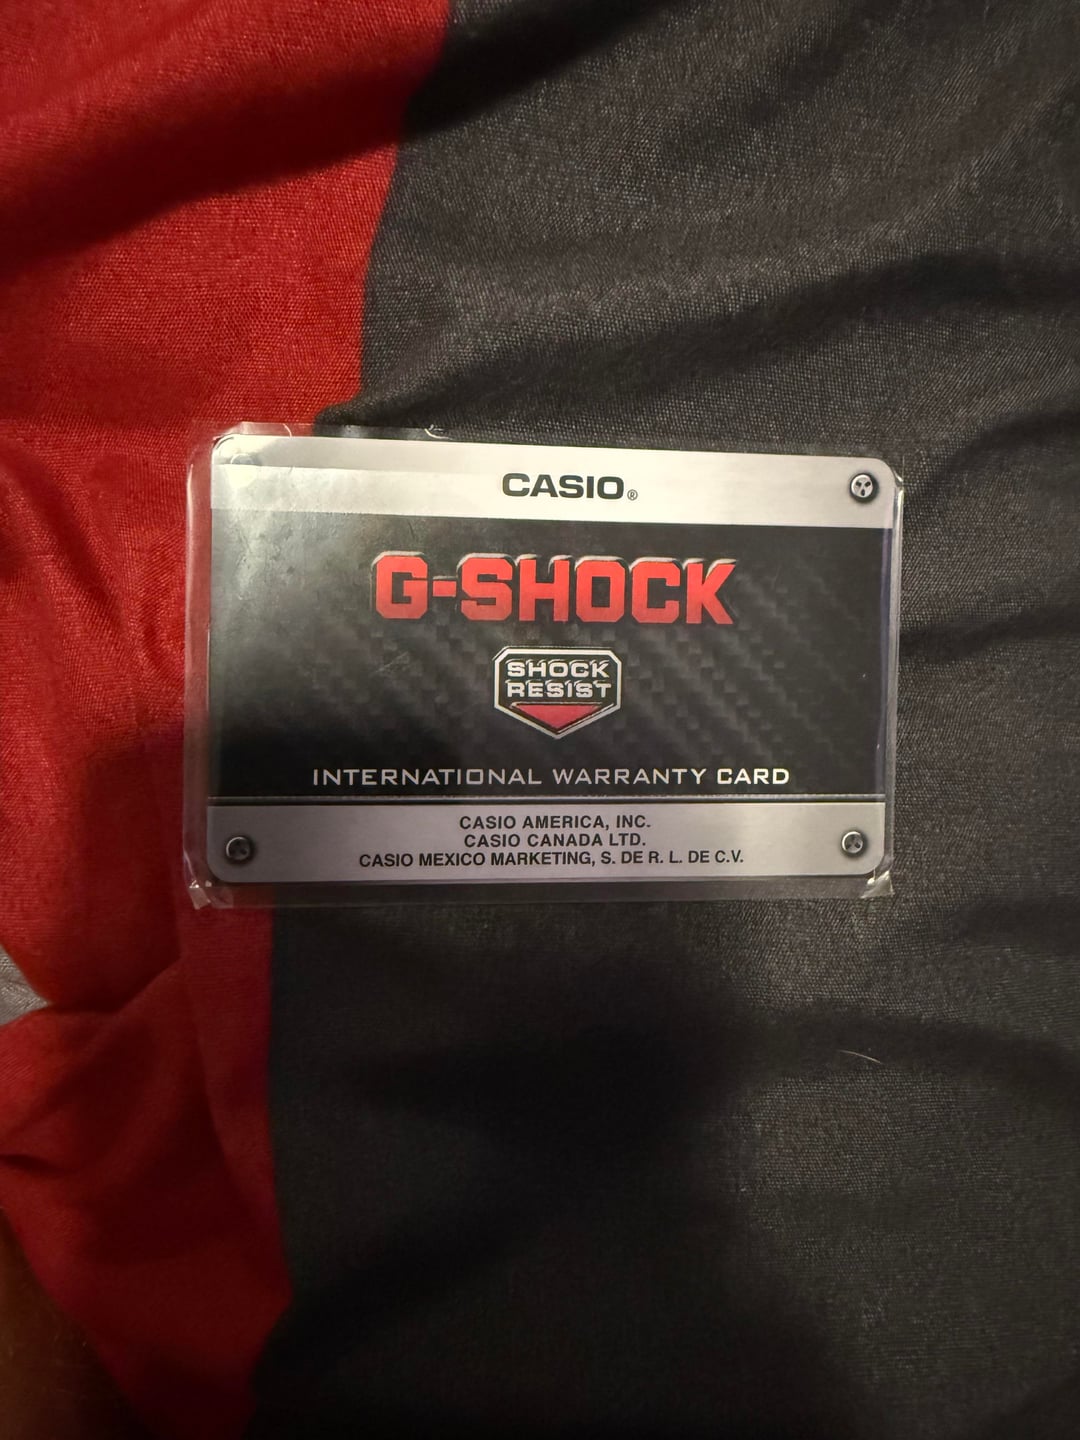 CASIO®
G-SHOCK
SHOCK
RESIST
INTERNATIONAL WARRANTY CARD
CASIO AMERICA, INC.
CASIO CANADA LTD.
CASIO MEXICO MARKETING, S. DE R. L. DE C.V.